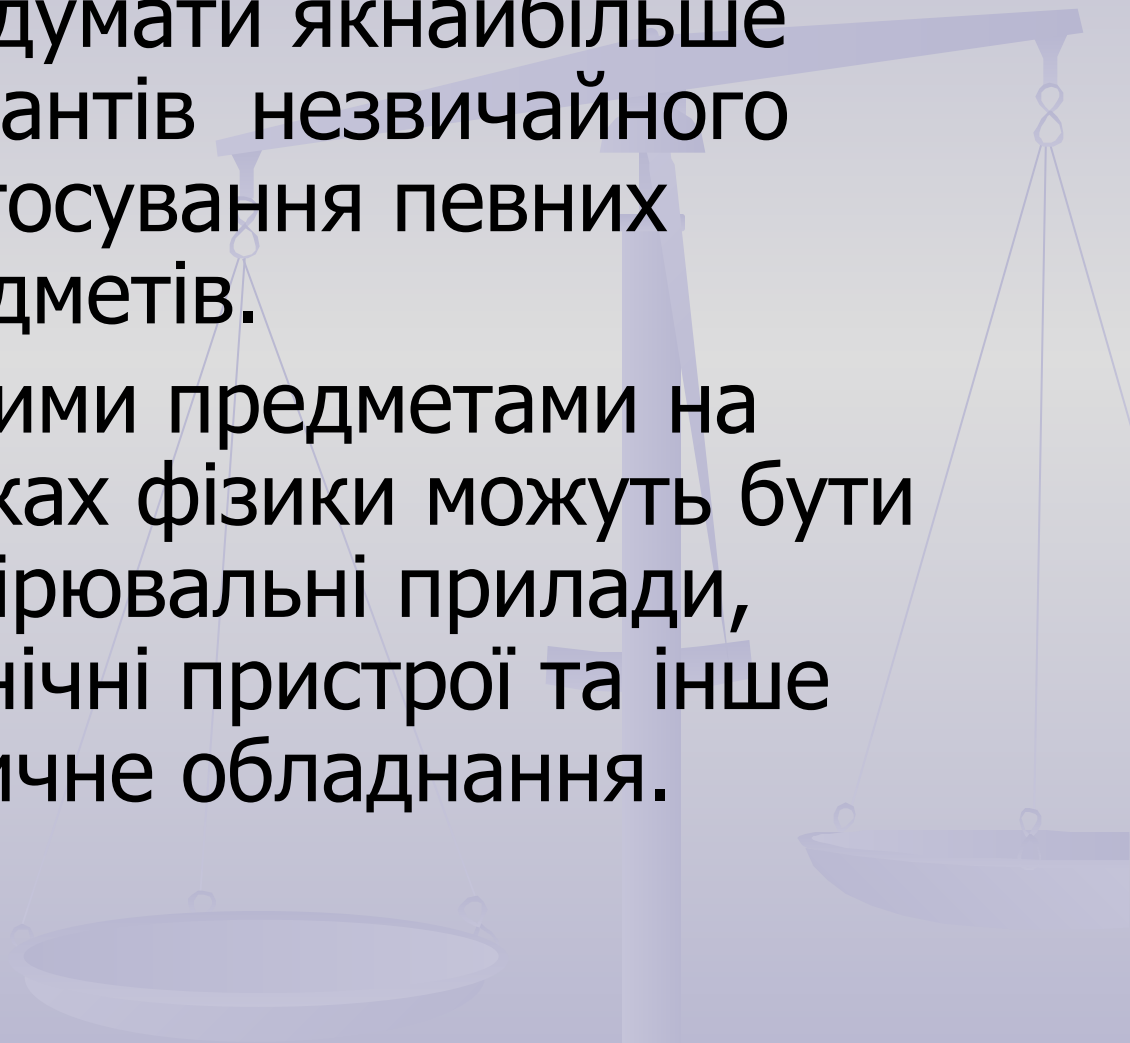 думати якнайбільше
антів незвичайного
тосування певних
дметів.
ими предметами на
ках фізики можуть бути
ірювальні прилади,
нічні пристрої та інше
ичне обладнання.